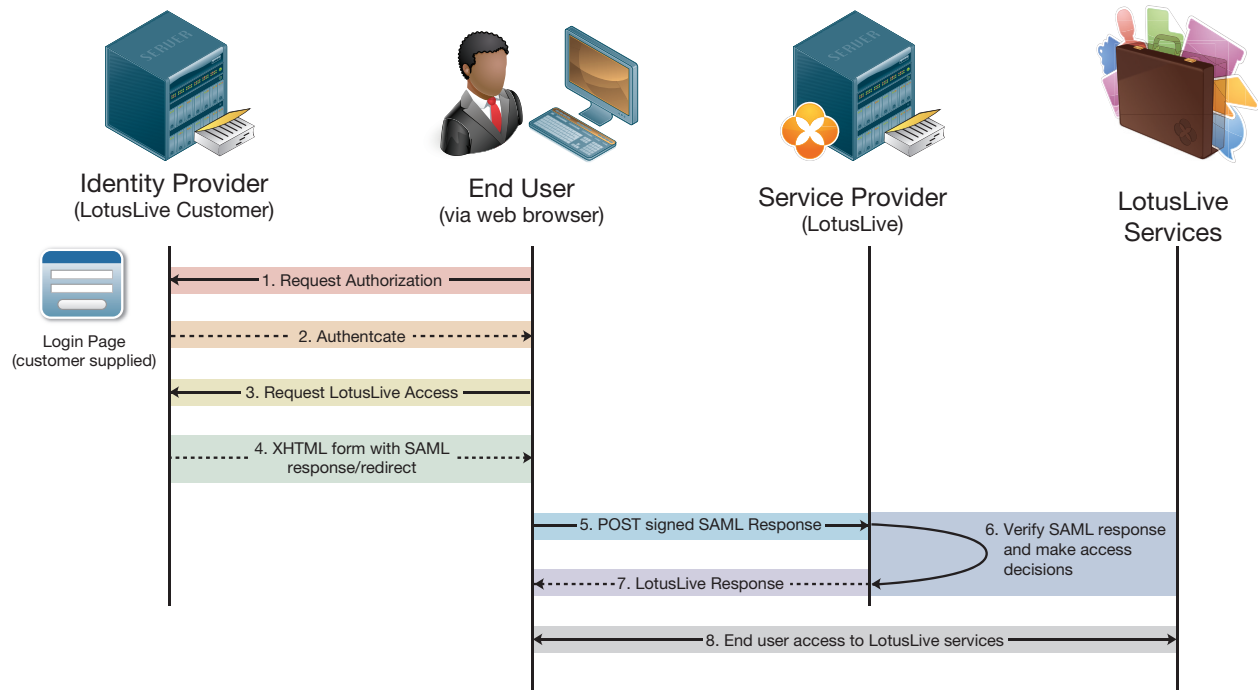 SERVER
SERVER
Identity Provider
(LotusLive Customer)
End User
(via web browser)
Service Provider
(LotusLive)
LotusLive
Services
Login Page
(customer supplied)
1. Request Authorization
2. Authentcate
3. Request LotusLive Access
4. XHTML form with SAML
response/redirect
5. POST signed SAML Response
6. Verify SAML response
and make access
decisions
7. LotusLive Response
8. End user access to LotusLive services